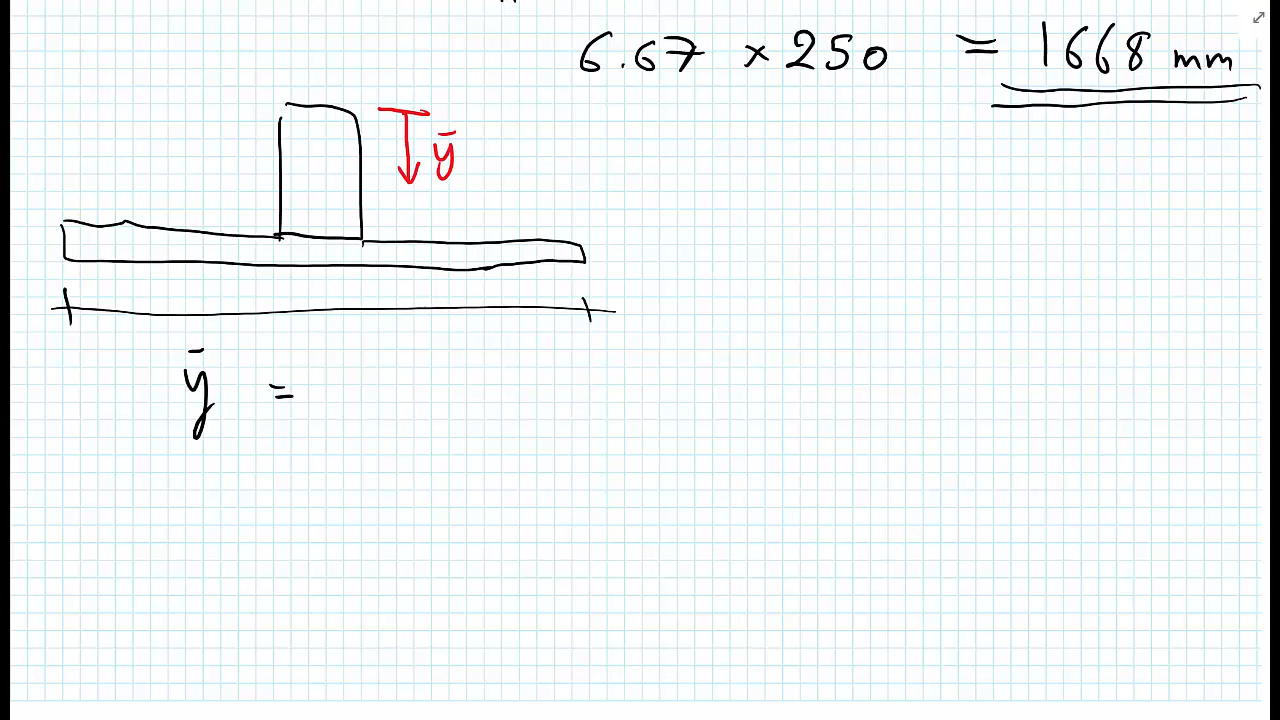 6.67 × 250 = 1668 mm
ȳ
ȳ =